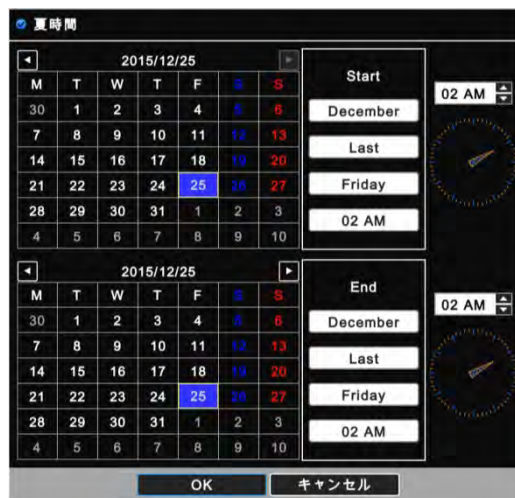 夏時間
2015/12/25
M T W T F S S
30 1 2 3 4 5 6
7 8 9 10 11 12 13
14 15 16 17 18 19 20
21 22 23 24 25 26 27
28 29 30 31 1 2 3
4 5 6 7 8 9 10
Start
December
Last
Friday
02 AM
02 AM
2015/12/25
M T W T F S S
30 1 2 3 4 5 6
7 8 9 10 11 12 13
14 15 16 17 18 19 20
21 22 23 24 25 26 27
28 29 30 31 1 2 3
4 5 6 7 8 9 10
End
December
Last
Friday
02 AM
02 AM
OK キャンセル